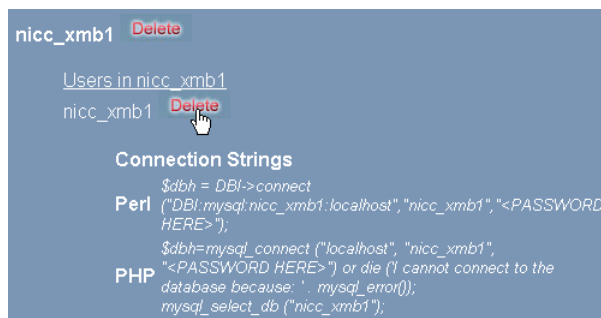 nicc_xmb1 Delete
Users in nicc_xmb1
nicc_xmb1 Delete
Connection Strings
Perl
$dbh = DBI->connect
("DBI:mysql:nicc_xmb1:localhost","nicc_xmb1","<PASSWORD
HERE>");
PHP
$dbh=mysql_connect ("localhost", "nicc_xmb1",
"<PASSWORD HERE>") or die ('I cannot connect to the
database because: ' . mysql_error());
mysql_select_db ("nicc_xmb1");